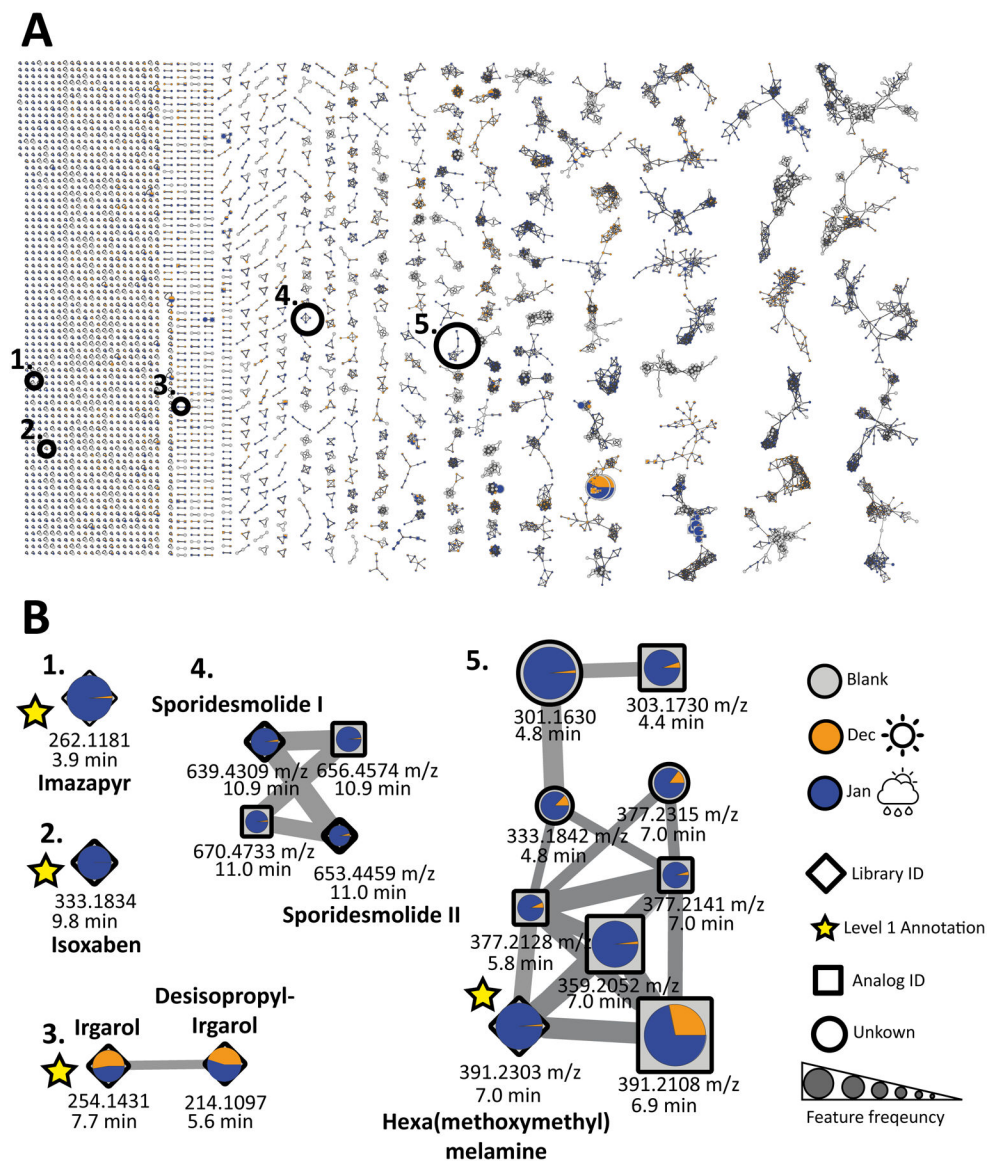 A
1.
2.
3.
4.
5.
B
1.
262.1181
3.9 min
Imazapyr
2.
333.1834
9.8 min
Isoxaben
3.
Irgarol
254.1431
7.7 min
Desisopropyl-
Irgarol
214.1097
5.6 min
4.
Sporidesmolide I
639.4309 m/z
10.9 min
656.4574 m/z
10.9 min
670.4733 m/z
11.0 min
653.4459 m/z
11.0 min
Sporidesmolide II
5.
301.1630
4.8 min
303.1730 m/z
4.4 min
333.1842 m/z
4.8 min
377.2315 m/z
7.0 min
377.2128 m/z
5.8 min
377.2141 m/z
7.0 min
359.2052 m/z
7.0 min
391.2303 m/z
7.0 min
391.2108 m/z
6.9 min
Hexa(methoxymethyl)
melamine
Blank
Dec
Jan
Library ID
Level 1 Annotation
Analog ID
Unkown
Feature freqeuncy